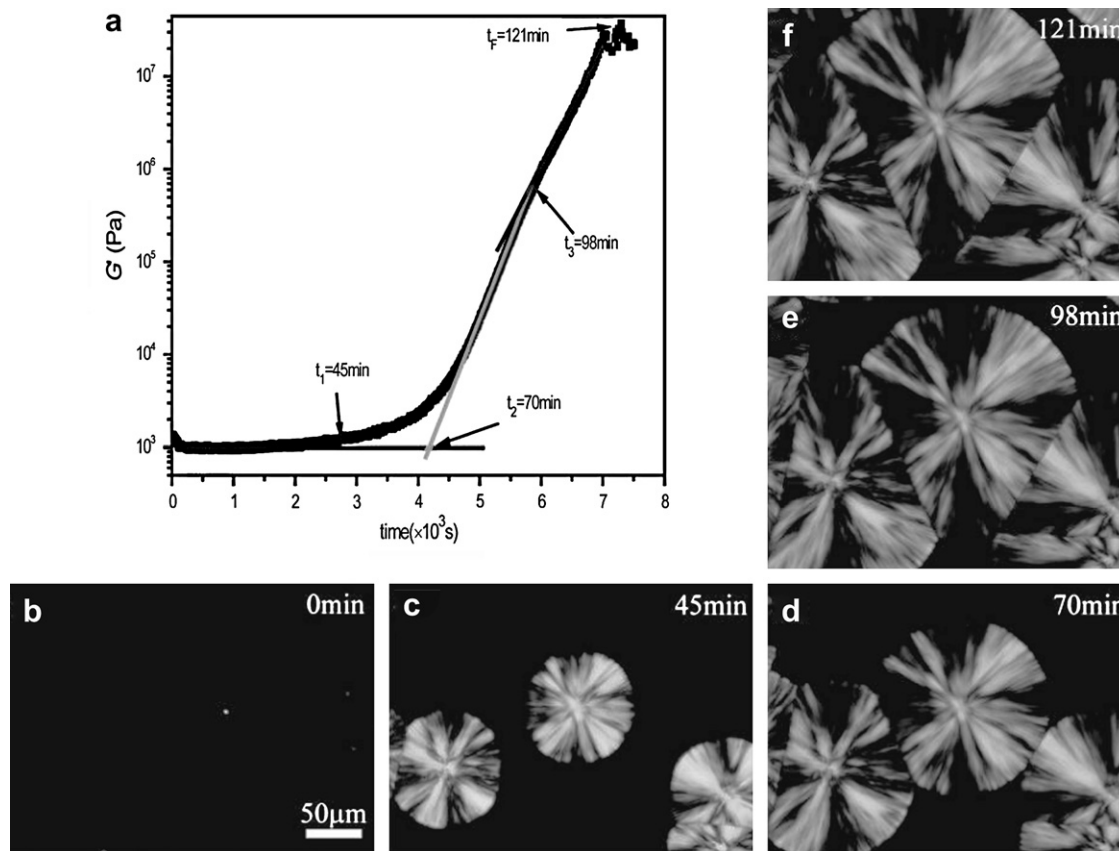 a
t_F=121min
10^7
10^6
10^5
10^4
10^3
G' (Pa)
t_3=98min
t_1=45min
t_2=70min
0 1 2 3 4 5 6 7 8
time(×10^3s)
f
121min
e
98min
b
0min
50μm
c
45min
d
70min